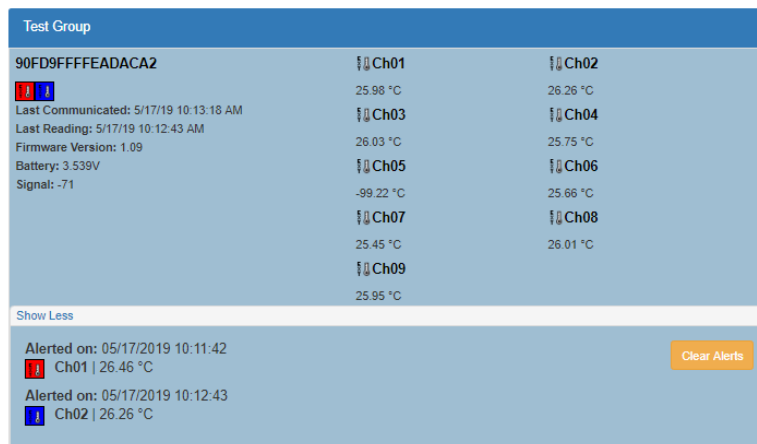 Test Group
90FD9FFFFEADACA2
Last Communicated: 5/17/19 10:13:18 AM
Last Reading: 5/17/19 10:12:43 AM
Firmware Version: 1.09
Battery: 3.539V
Signal: -71
Ch01 Ch02
25.98 °C 26.26 °C
Ch03 Ch04
26.03 °C 25.75 °C
Ch05 Ch06
-99.22 °C 25.66 °C
Ch07 Ch08
25.45 °C 26.01 °C
Ch09
25.95 °C
Show Less
Alerted on: 05/17/2019 10:11:42
Ch01 | 26.46 °C
Clear Alerts
Alerted on: 05/17/2019 10:12:43
Ch02 | 26.26 °C